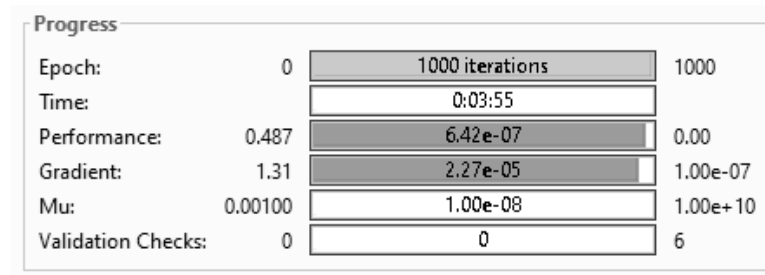 Progress
Epoch: 0 1000 iterations 1000
Time: 0:03:55
Performance: 0.487 6.42e-07 0.00
Gradient: 1.31 2.27e-05 1.00e-07
Mu: 0.00100 1.00e-08 1.00e+10
Validation Checks: 0 0 6